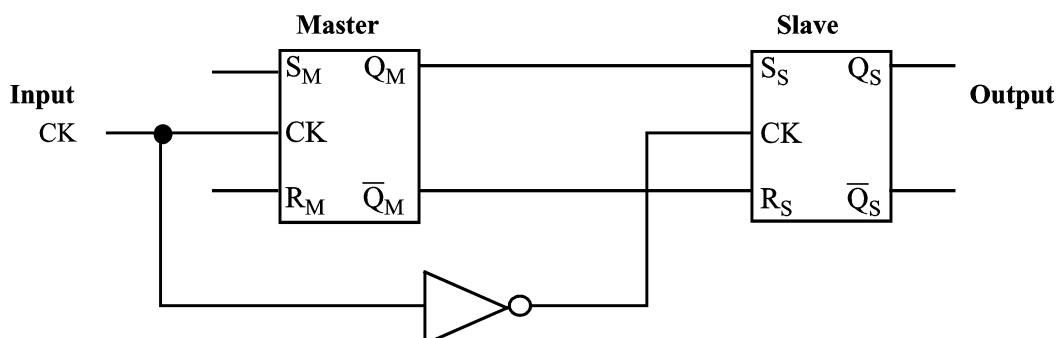 Master
Slave
Input
CK
S_M
Q_M
CK
R_M
Q̅_M
S_S
Q_S
CK
R_S
Q̅_S
Output